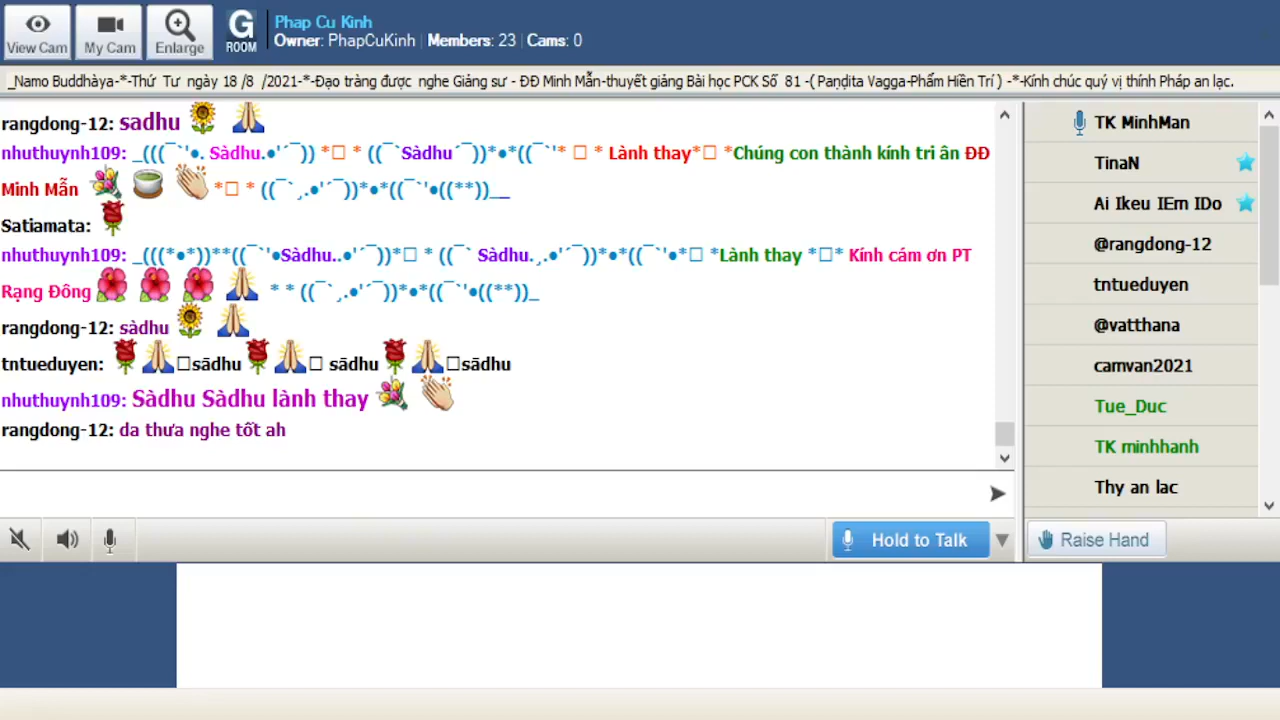 View Cam
My Cam
Enlarge
G
ROOM
Phap Cu Kinh
Owner: PhapCuKinh | Members: 23 | Cams: 0
_Namo Buddhàya-*-Thứ Tư ngày 18 /8 /2021-*-Đạo tràng được nghe Giảng sư - ĐĐ Minh Mẫn-thuyết giảng Bài học PCK Số 81 -( Paṇḍita Vagga-Phẩm Hiền Trí ) -*-Kính chúc quý vị thính Pháp an lạc.
rangdong-12: sadhu
nhuthuynh109: _(((¯`'•. Sàdhu.•'´¯)) *□ * ((¯`Sàdhu´¯))*•*((¯`'* □ * Lành thay*□ *Chúng con thành kính tri ân ĐĐ
Minh Mẫn *□ * ((¯`¸.•'´¯))*•*((¯`'•((**))__
Satiamata:
nhuthuynh109: _(((*•*))**((¯`'•Sàdhu..•'´¯))*□ * ((¯` Sàdhu.¸.•'´¯))*•*((¯`'•*□ *Lành thay *□* Kính cám ơn PT
Rạng Đông * * ((¯`¸.•'´¯))*•*((¯`'•((**))_
rangdong-12: sàdhu
tntueduyen: □sādhu □ sādhu □sādhu
nhuthuynh109: Sàdhu Sàdhu lành thay
rangdong-12: da thưa nghe tốt ah
TK MinhMan
TinaN
Ai Ikeu IEm IDo
@rangdong-12
tntueduyen
@vatthana
camvan2021
Tue_Duc
TK minhhanh
Thy an lac
Hold to Talk
Raise Hand